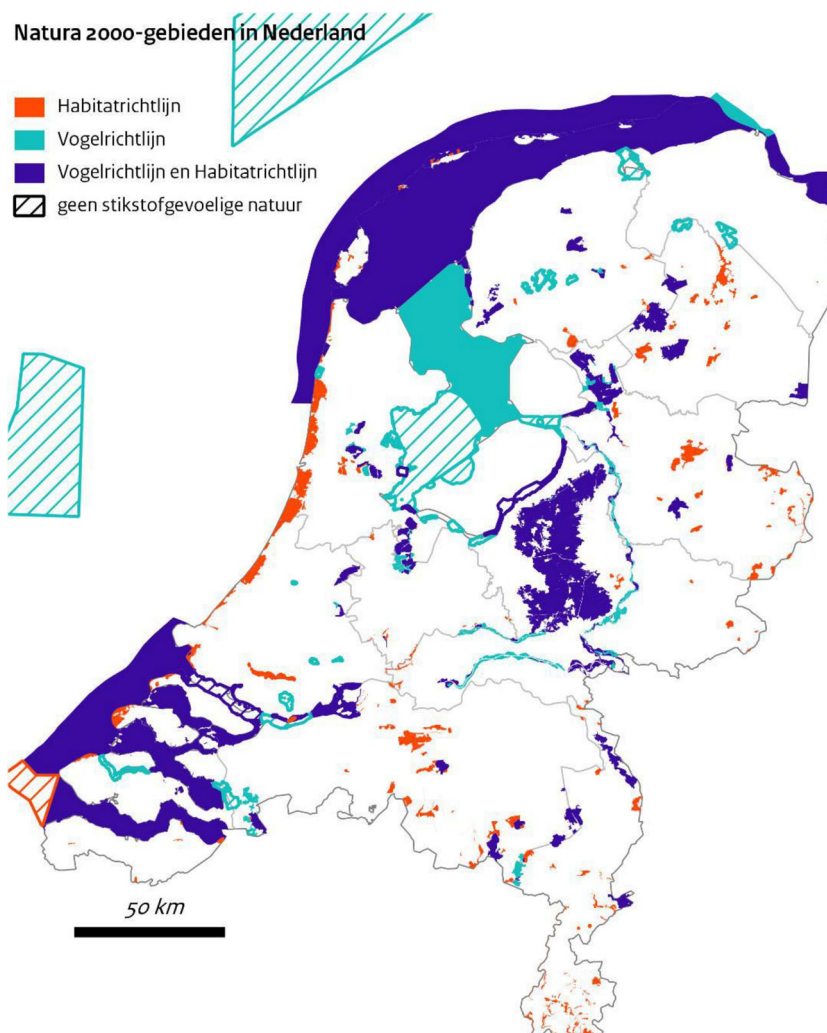 Natura 2000-gebieden in Nederland
Habitatrichtlijn
Vogelrichtlijn
Vogelrichtlijn en Habitatrichtlijn
geen stikstofgevoelige natuur
50 km